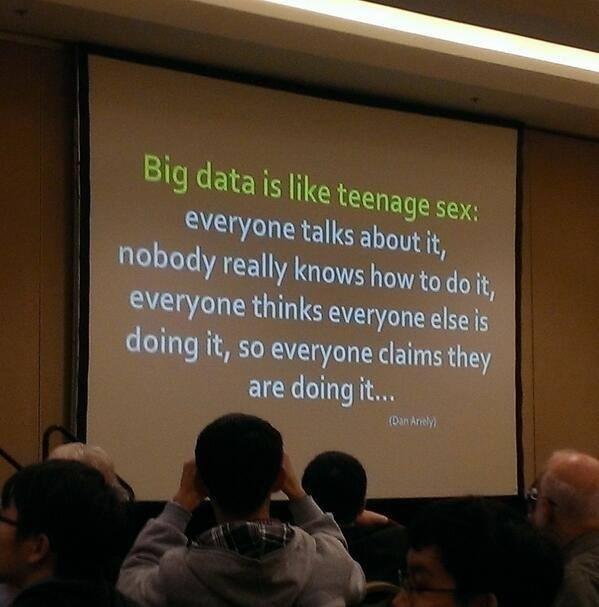 Big data is like teenage sex:
everyone talks about it,
nobody really knows how to do it,
everyone thinks everyone else is
doing it, so everyone claims they
are doing it...
(Dan Ariely)